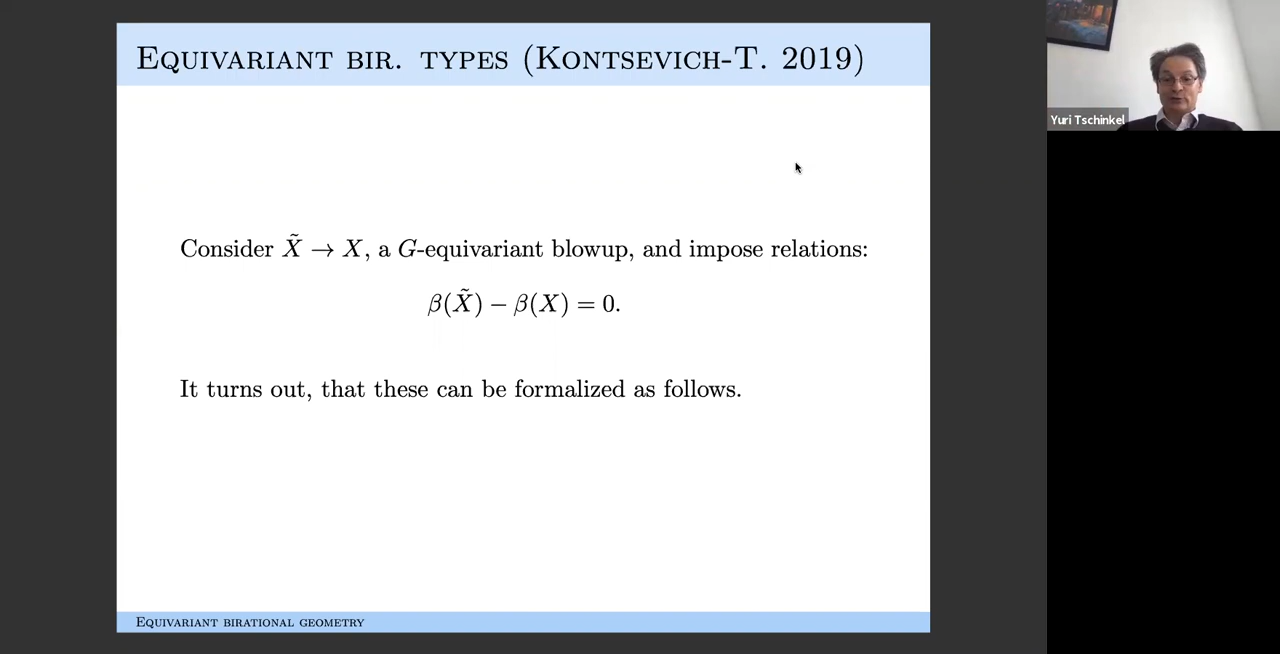 EQUIVARIANT BIR. TYPES (KONTSEVICH-T. 2019)
Yuri Tschinkel
Consider X̃ → X, a G-equivariant blowup, and impose relations:
β(X̃) − β(X) = 0.
It turns out, that these can be formalized as follows.
EQUIVARIANT BIRATIONAL GEOMETRY